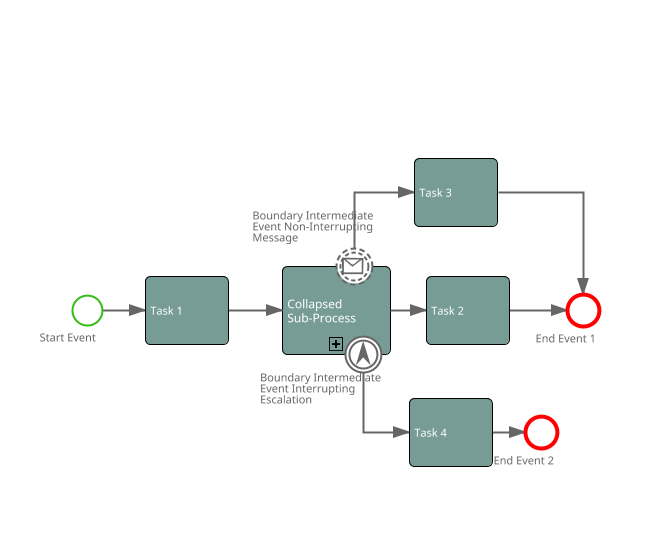 Task 3
Boundary Intermediate
Event Non-Interrupting
Message
Collapsed
Sub-Process
Task 1
Task 2
Start Event
End Event 1
Boundary Intermediate
Event Interrupting
Escalation
Task 4
End Event 2